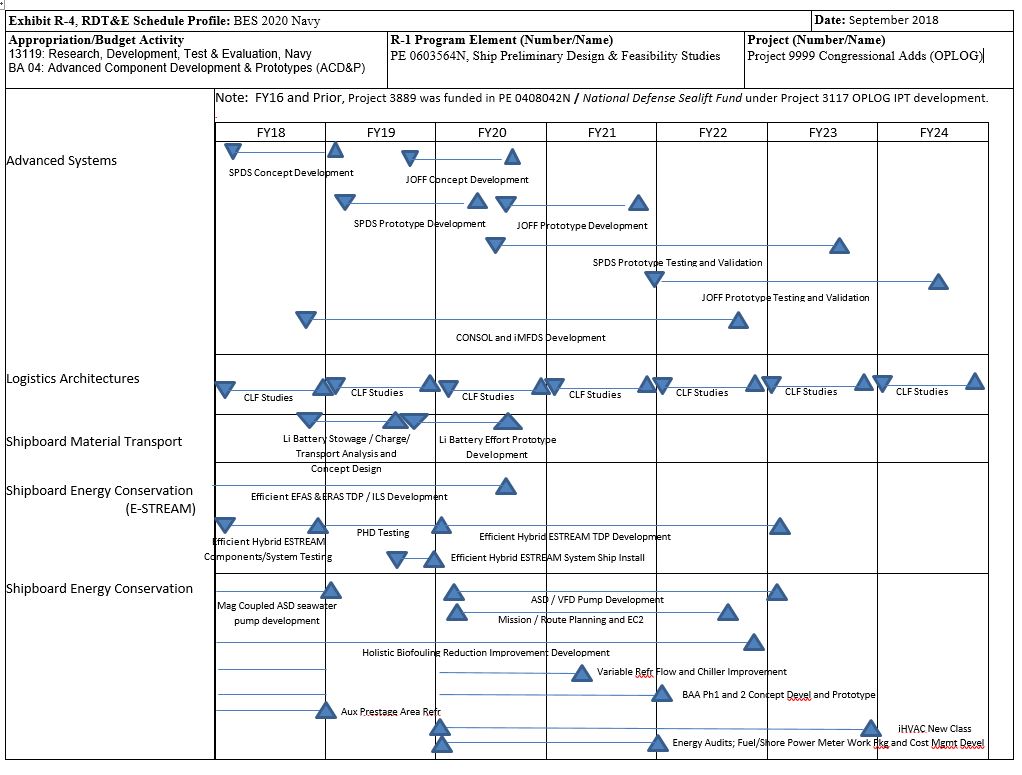 Exhibit R-4, RDT&E Schedule Profile: BES 2020 Navy
Date: September 2018
Appropriation/Budget Activity
13119: Research, Development, Test & Evaluation, Navy
BA 04: Advanced Component Development & Prototypes (ACD&P)
R-1 Program Element (Number/Name)
PE 0603564N, Ship Preliminary Design & Feasibility Studies
Project (Number/Name)
Project 9999 Congressional Adds (OPLOG)
Note: FY16 and Prior, Project 3889 was funded in PE 0408042N / National Defense Sealift Fund under Project 3117 OPLOG IPT development.
FY18 FY19 FY20 FY21 FY22 FY23 FY24
Advanced Systems
SPDS Concept Development
JOFF Concept Development
SPDS Prototype Development
JOFF Prototype Development
SPDS Prototype Testing and Validation
JOFF Prototype Testing and Validation
CONSOL and iMFDS Development
Logistics Architectures
CLF Studies CLF Studies CLF Studies CLF Studies CLF Studies CLF Studies CLF Studies
Shipboard Material Transport
Li Battery Stowage / Charge/
Transport Analysis and
Concept Design
Li Battery Effort Prototype
Development
Shipboard Energy Conservation
(E-STREAM)
Efficient EFAS &ERAS TDP / ILS Development
PHD Testing
Efficient Hybrid ESTREAM TDP Development
Efficient Hybrid ESTREAM
Components/System Testing
Efficient Hybrid ESTREAM System Ship Install
Shipboard Energy Conservation
Mag Coupled ASD seawater
pump development
ASD / VFD Pump Development
Mission / Route Planning and EC2
Holistic Biofouling Reduction Improvement Development
Variable Refr Flow and Chiller Improvement
BAA Ph1 and 2 Concept Devel and Prototype
Aux Prestage Area Refr
iHVAC New Class
Energy Audits; Fuel/Shore Power Meter Work Pkg and Cost Mgmt Devel